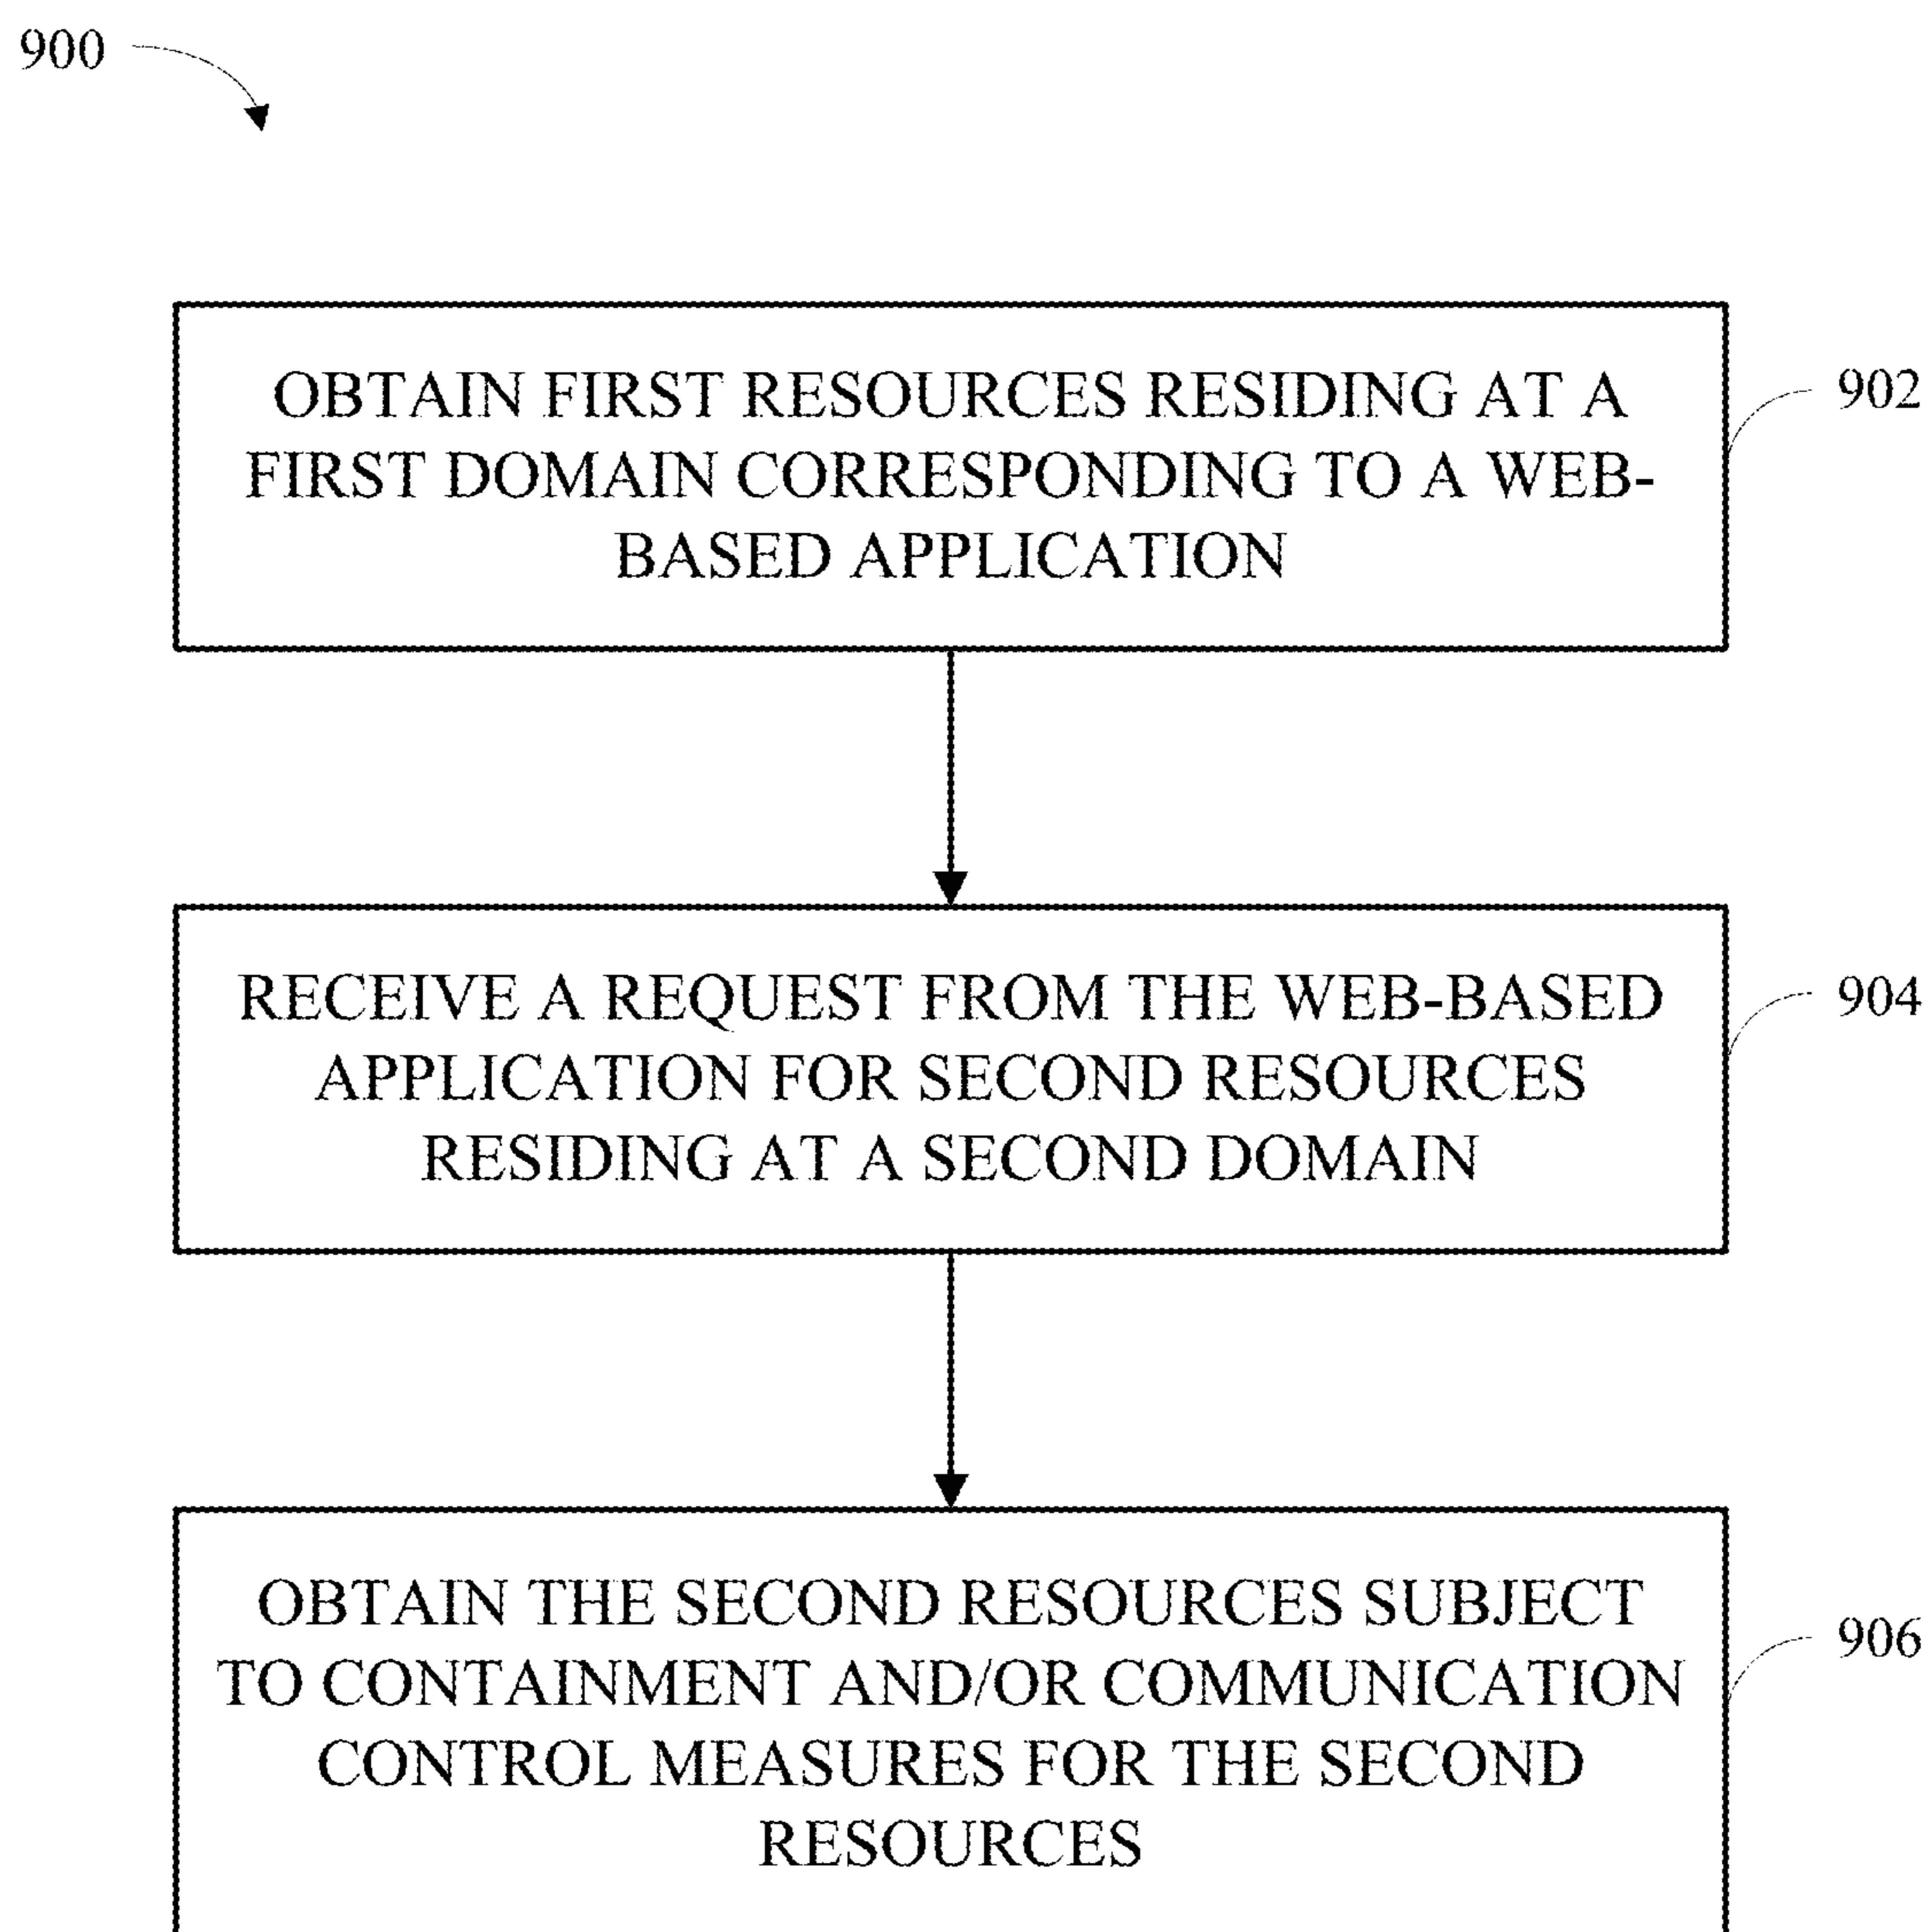 900
OBTAIN FIRST RESOURCES RESIDING AT A
FIRST DOMAIN CORRESPONDING TO A WEB-
BASED APPLICATION
902
RECEIVE A REQUEST FROM THE WEB-BASED
APPLICATION FOR SECOND RESOURCES
RESIDING AT A SECOND DOMAIN
904
OBTAIN THE SECOND RESOURCES SUBJECT
TO CONTAINMENT AND/OR COMMUNICATION
CONTROL MEASURES FOR THE SECOND
RESOURCES
906